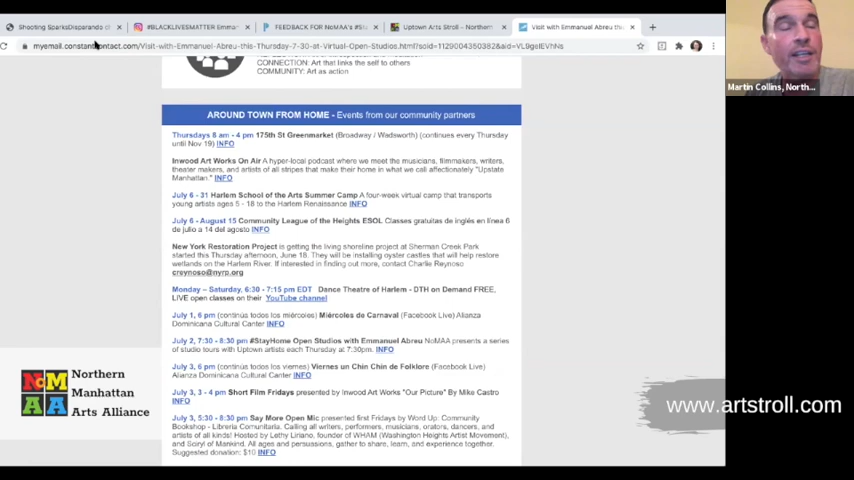 Shooting SparksDisparando ch
#BLACKLIVESMATTER Emman
FEEDBACK FOR NoMAA's #St
Uptown Arts Stroll – Northern
Visit with Emmanuel Abreu this
myemail.constantcontact.com/Visit-with-Emmanuel-Abreu-this-Thursday-7-30-at-Virtual-Open-Studios.html?soid=1129004350382&aid=VL9gslEVhNs
CONNECTION: Art that links the self to others
COMMUNITY: Art as action
AROUND TOWN FROM HOME - Events from our community partners
Thursdays 8 am - 4 pm 175th St Greenmarket (Broadway / Wadsworth) (continues every Thursday
until Nov 19) INFO
Inwood Art Works On Air A hyper-local podcast where we meet the musicians, filmmakers, writers,
theater makers, and artists of all stripes that make their home in what we call affectionately "Upstate
Manhattan." INFO
July 6 - 31 Harlem School of the Arts Summer Camp A four-week virtual camp that transports
young artists ages 5 - 18 to the Harlem Renaissance INFO
July 6 - August 15 Community League of the Heights ESOL Classes gratuitas de inglés en línea 6
de julio a 14 del agosto INFO
New York Restoration Project is getting the living shoreline project at Sherman Creek Park
started this Thursday afternoon, June 18. They will be installing oyster castles that will help restore
wetlands on the Harlem River. If interested in finding out more, contact Charlie Reynoso
creynoso@nyrp.org
Monday – Saturday, 6:30 - 7:15 pm EDT Dance Theatre of Harlem - DTH on Demand FREE,
LIVE open classes on their YouTube channel
July 1, 6 pm (continús todos los miércoles) Miércoles de Carnaval (Facebook Live) Alianza
Dominicana Cultural Center INFO
July 2, 7:30 - 8:30 pm #StayHome Open Studios with Emmanuel Abreu NoMAA presents a series
of studio tours with Uptown artists each Thursday at 7:30pm. INFO
July 3, 6 pm (continús todos los viernes) Viernes un Chin Chin de Folklore (Facebook Live)
Alianza Dominicana Cultural Center INFO
July 3, 3 - 4 pm Short Film Fridays presented by Inwood Art Works "Our Picture" By Mike Castro
INFO
July 3, 5:30 - 8:30 pm Say More Open Mic presented first Fridays by Word Up: Community
Bookshop - Libreria Comunitaria. Calling all writers, performers, musicians, orators, dancers, and
artists of all kinds! Hosted by Lethy Liriano, founder of WHAM (Washington Heights Artist Movement),
and Sciryl of Mankind. All ages and persuasions, gather to share, learn, and experience together.
Suggested donation: $10 INFO
Martin Collins, North...
NoMAA
Northern
Manhattan
Arts Alliance
www.artstroll.com